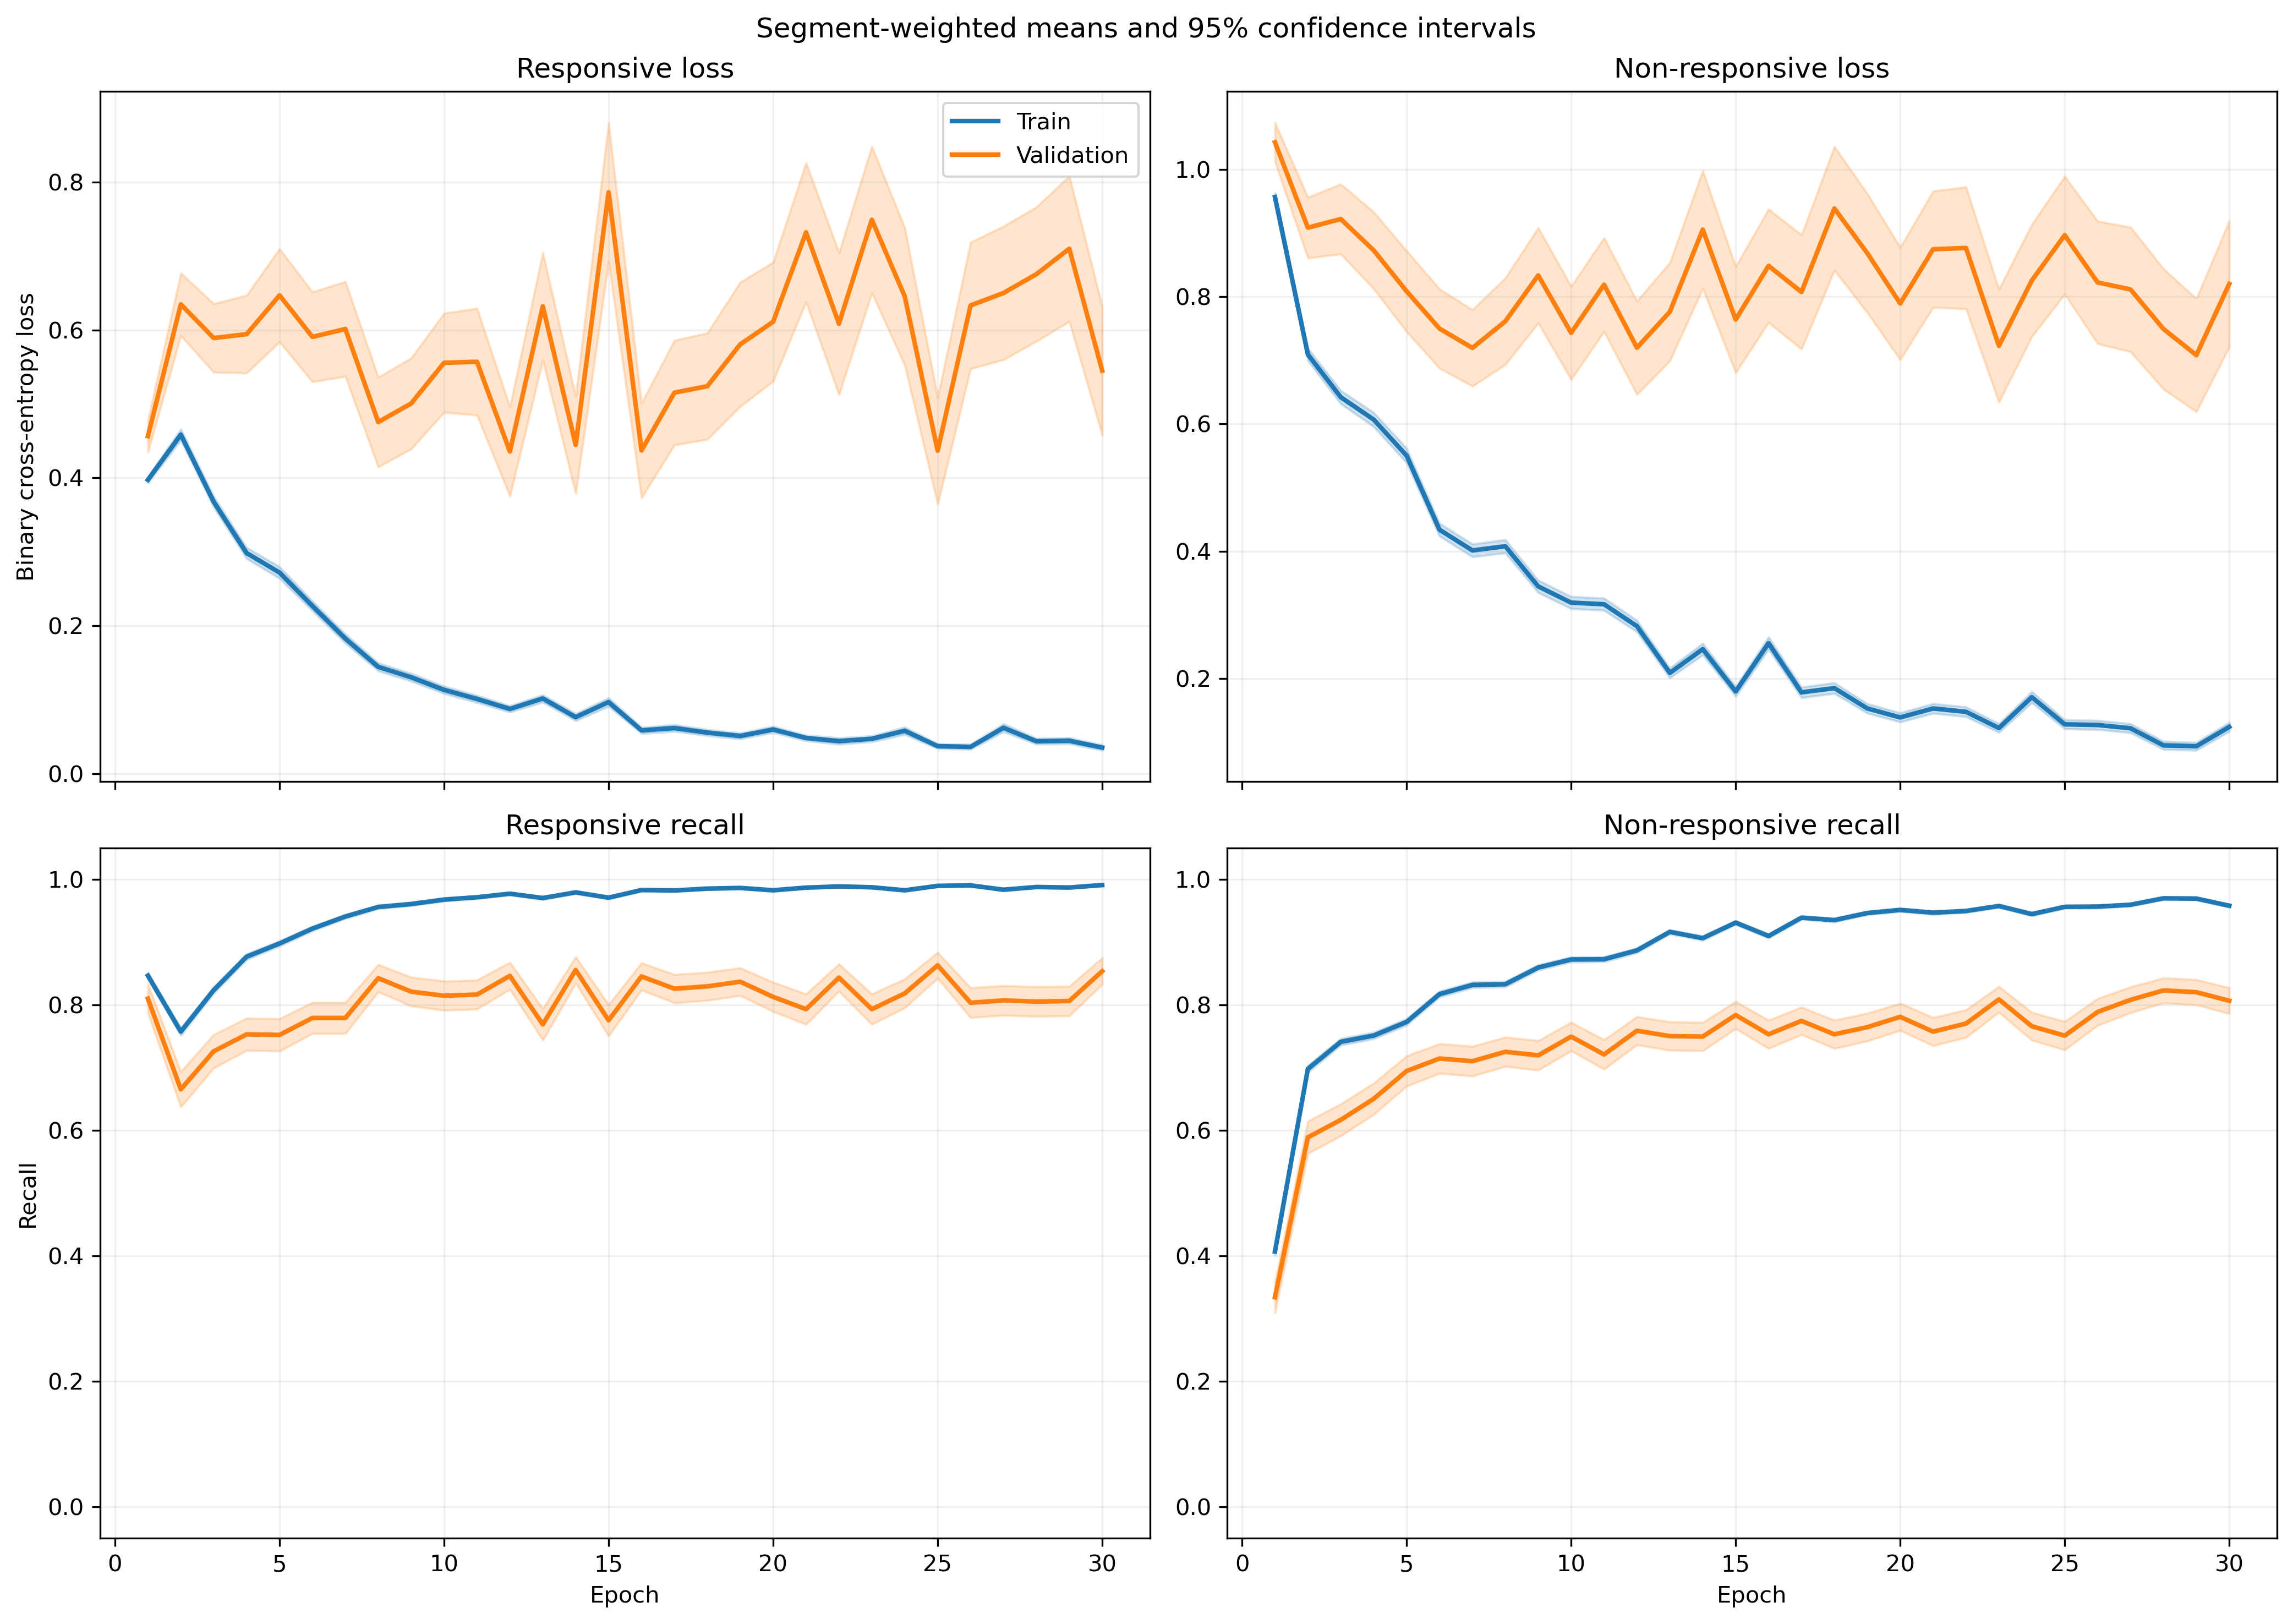 Segment-weighted means and 95% confidence intervals
Responsive loss
Non-responsive loss
Train
Validation
Binary cross-entropy loss
0.8
0.6
0.4
0.2
0.0
1.0
0.8
0.6
0.4
0.2
Responsive recall
Non-responsive recall
Recall
1.0
0.8
0.6
0.4
0.2
0.0
1.0
0.8
0.6
0.4
0.2
0.0
0 5 10 15 20 25 30
0 5 10 15 20 25 30
Epoch
Epoch